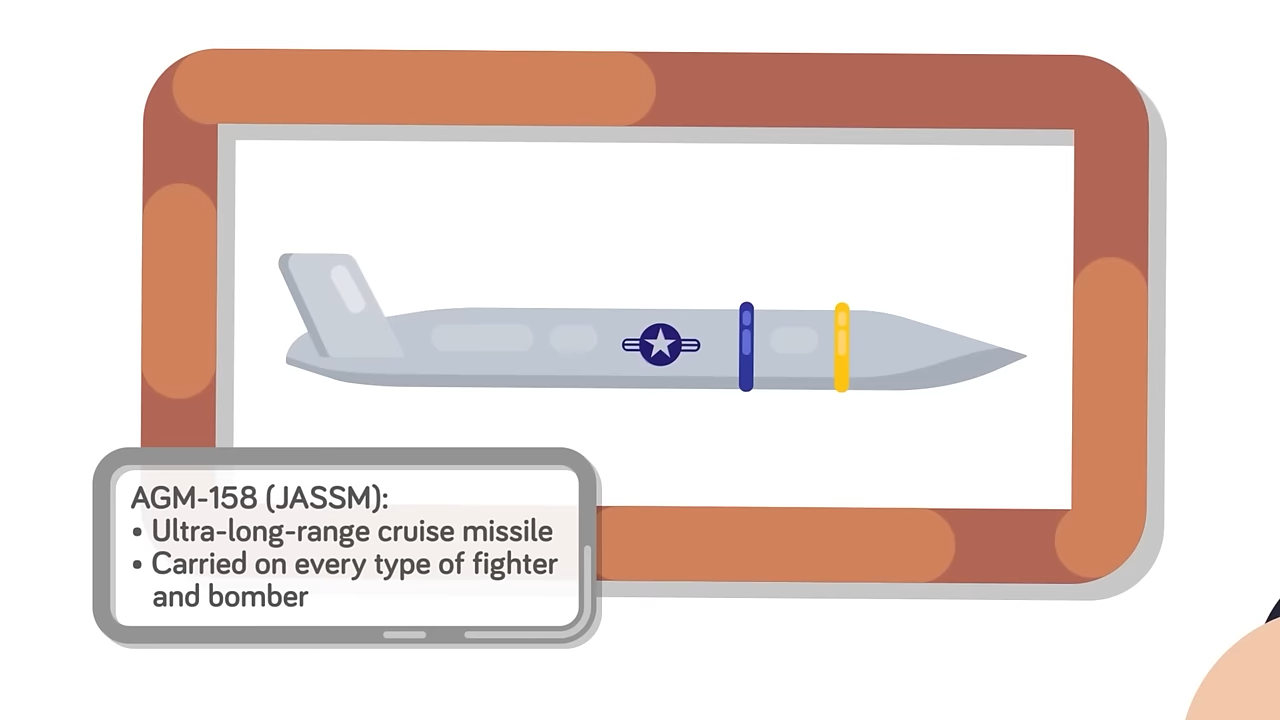 AGM-158 (JASSM):
• Ultra-long-range cruise missile
• Carried on every type of fighter
and bomber